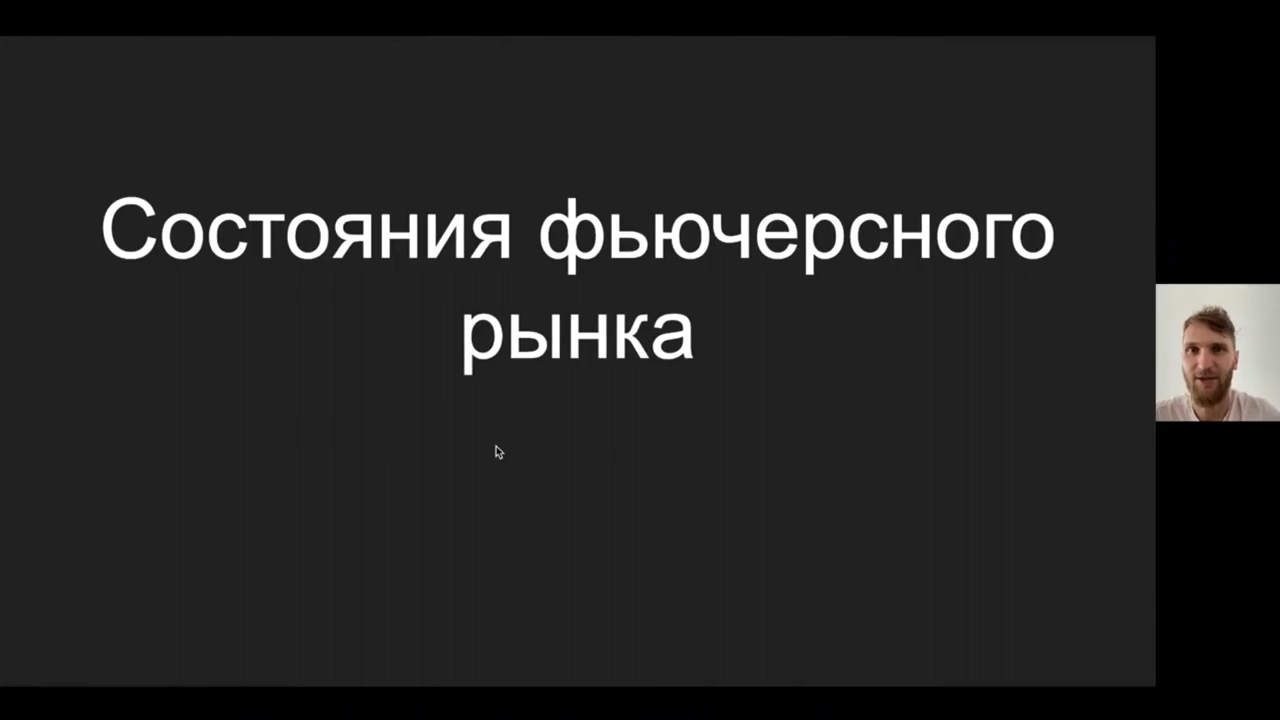 Состояния фьючерсного
рынка